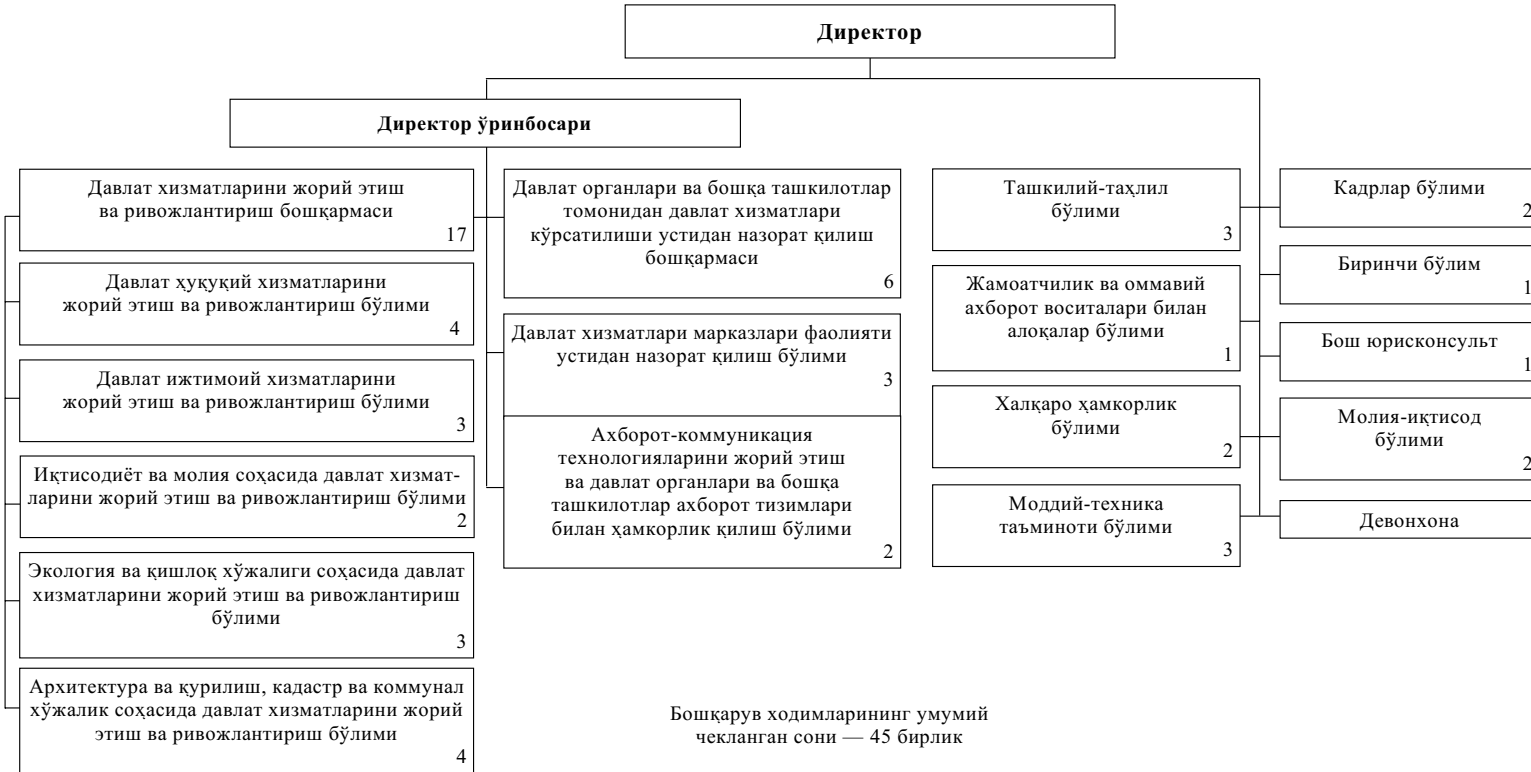 Директор
Директор ўринбосари
Давлат хизматларини жорий этиш
ва ривожлантириш бошқармаси
17
Давлат ҳуқуқий хизматларини
жорий этиш ва ривожлантириш бўлими
4
Давлат ижтимоий хизматларини
жорий этиш ва ривожлантириш бўлими
3
Иқтисодиёт ва молия соҳасида давлат хизмат-
ларини жорий этиш ва ривожлантириш бўлими
2
Экология ва қишлоқ хўжалиги соҳасида давлат
хизматларини жорий этиш ва ривожлантириш
бўлими
3
Архитектура ва қурилиш, кадастр ва коммунал
хўжалик соҳасида давлат хизматларини жорий
этиш ва ривожлантириш бўлими
4
Давлат органлари ва бошқа ташкилотлар
томонидан давлат хизматлари
кўрсатилиши устидан назорат қилиш
бошқармаси
6
Давлат хизматлари марказлари фаолияти
устидан назорат қилиш бўлими
3
Ахборот-коммуникация
технологияларини жорий этиш
ва давлат органлари ва бошқа
ташкилотлар ахборот тизимлари
билан ҳамкорлик қилиш бўлими
2
Ташкилий-таҳлил
бўлими
3
Жамоатчилик ва оммавий
ахборот воситалари билан
алоқалар бўлими
1
Халқаро ҳамкорлик
бўлими
2
Моддий-техника
таъминоти бўлими
3
Кадрлар бўлими
2
Биринчи бўлим
1
Бош юрисконсульт
1
Молия-иқтисод
бўлими
2
Девонхона
Бошқарув ходимларининг умумий
чекланган сони — 45 бирлик